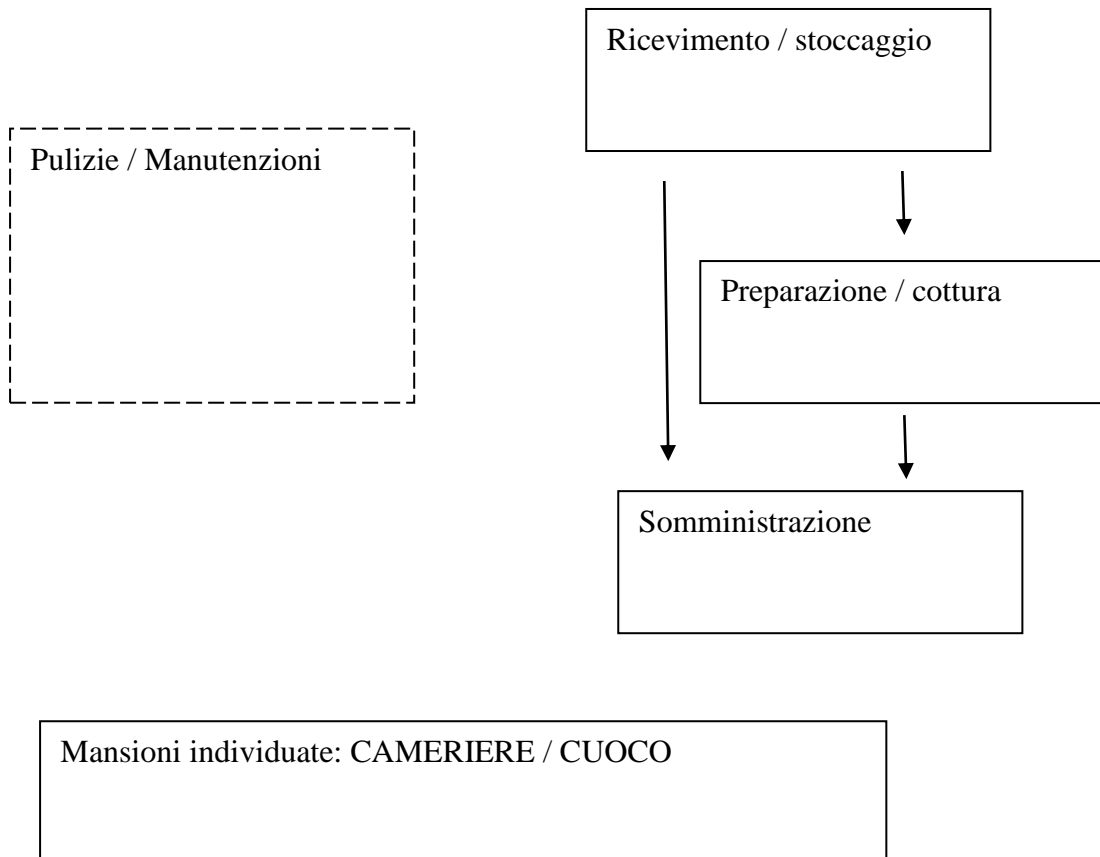 Ricevimento / stoccaggio
Pulizie / Manutenzioni
Preparazione / cottura
Somministrazione
Mansioni individuate: CAMERIERE / CUOCO